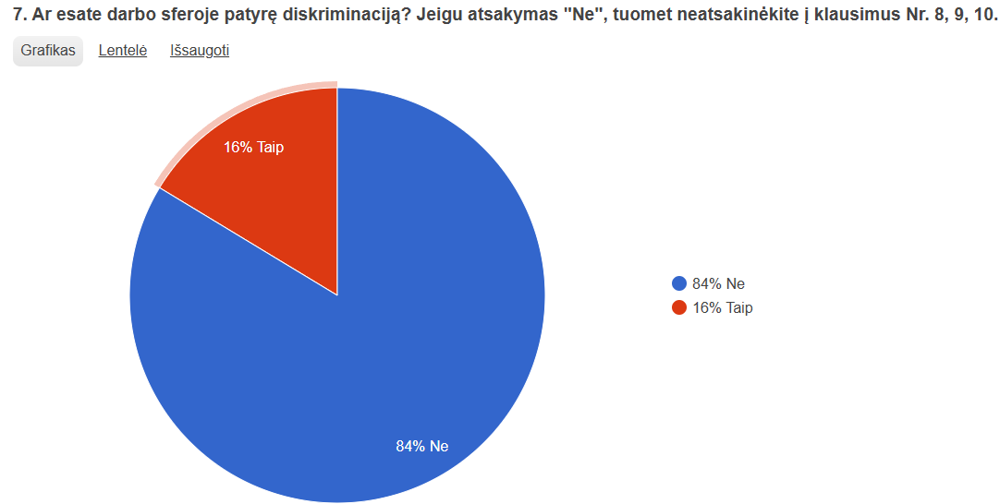 7. Ar esate darbo sferoje patyrę diskriminaciją? Jeigu atsakymas "Ne", tuomet neatsakinėkite į klausimus Nr. 8, 9, 10.
Grafikas Lentelė Išsaugoti
16% Taip
84% Ne
84% Ne
16% Taip